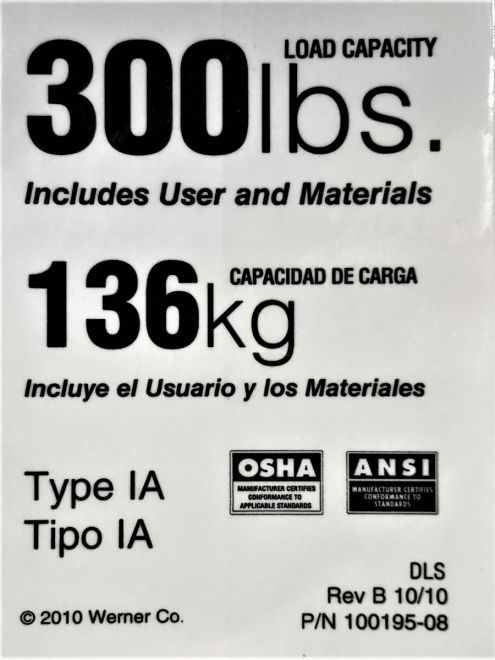 LOAD CAPACITY
300lbs.
Includes User and Materials
CAPACIDAD DE CARGA
136kg
Incluye el Usuario y los Materiales
Type IA
Tipo IA
OSHA
MANUFACTURER CERTIFIES
CONFORMANCE TO
APPLICABLE STANDARDS
ANSI
MANUFACTURER CERTIFIES
CONFORMANCE TO
STANDARDS
DLS
Rev B 10/10
© 2010 Werner Co.
P/N 100195-08